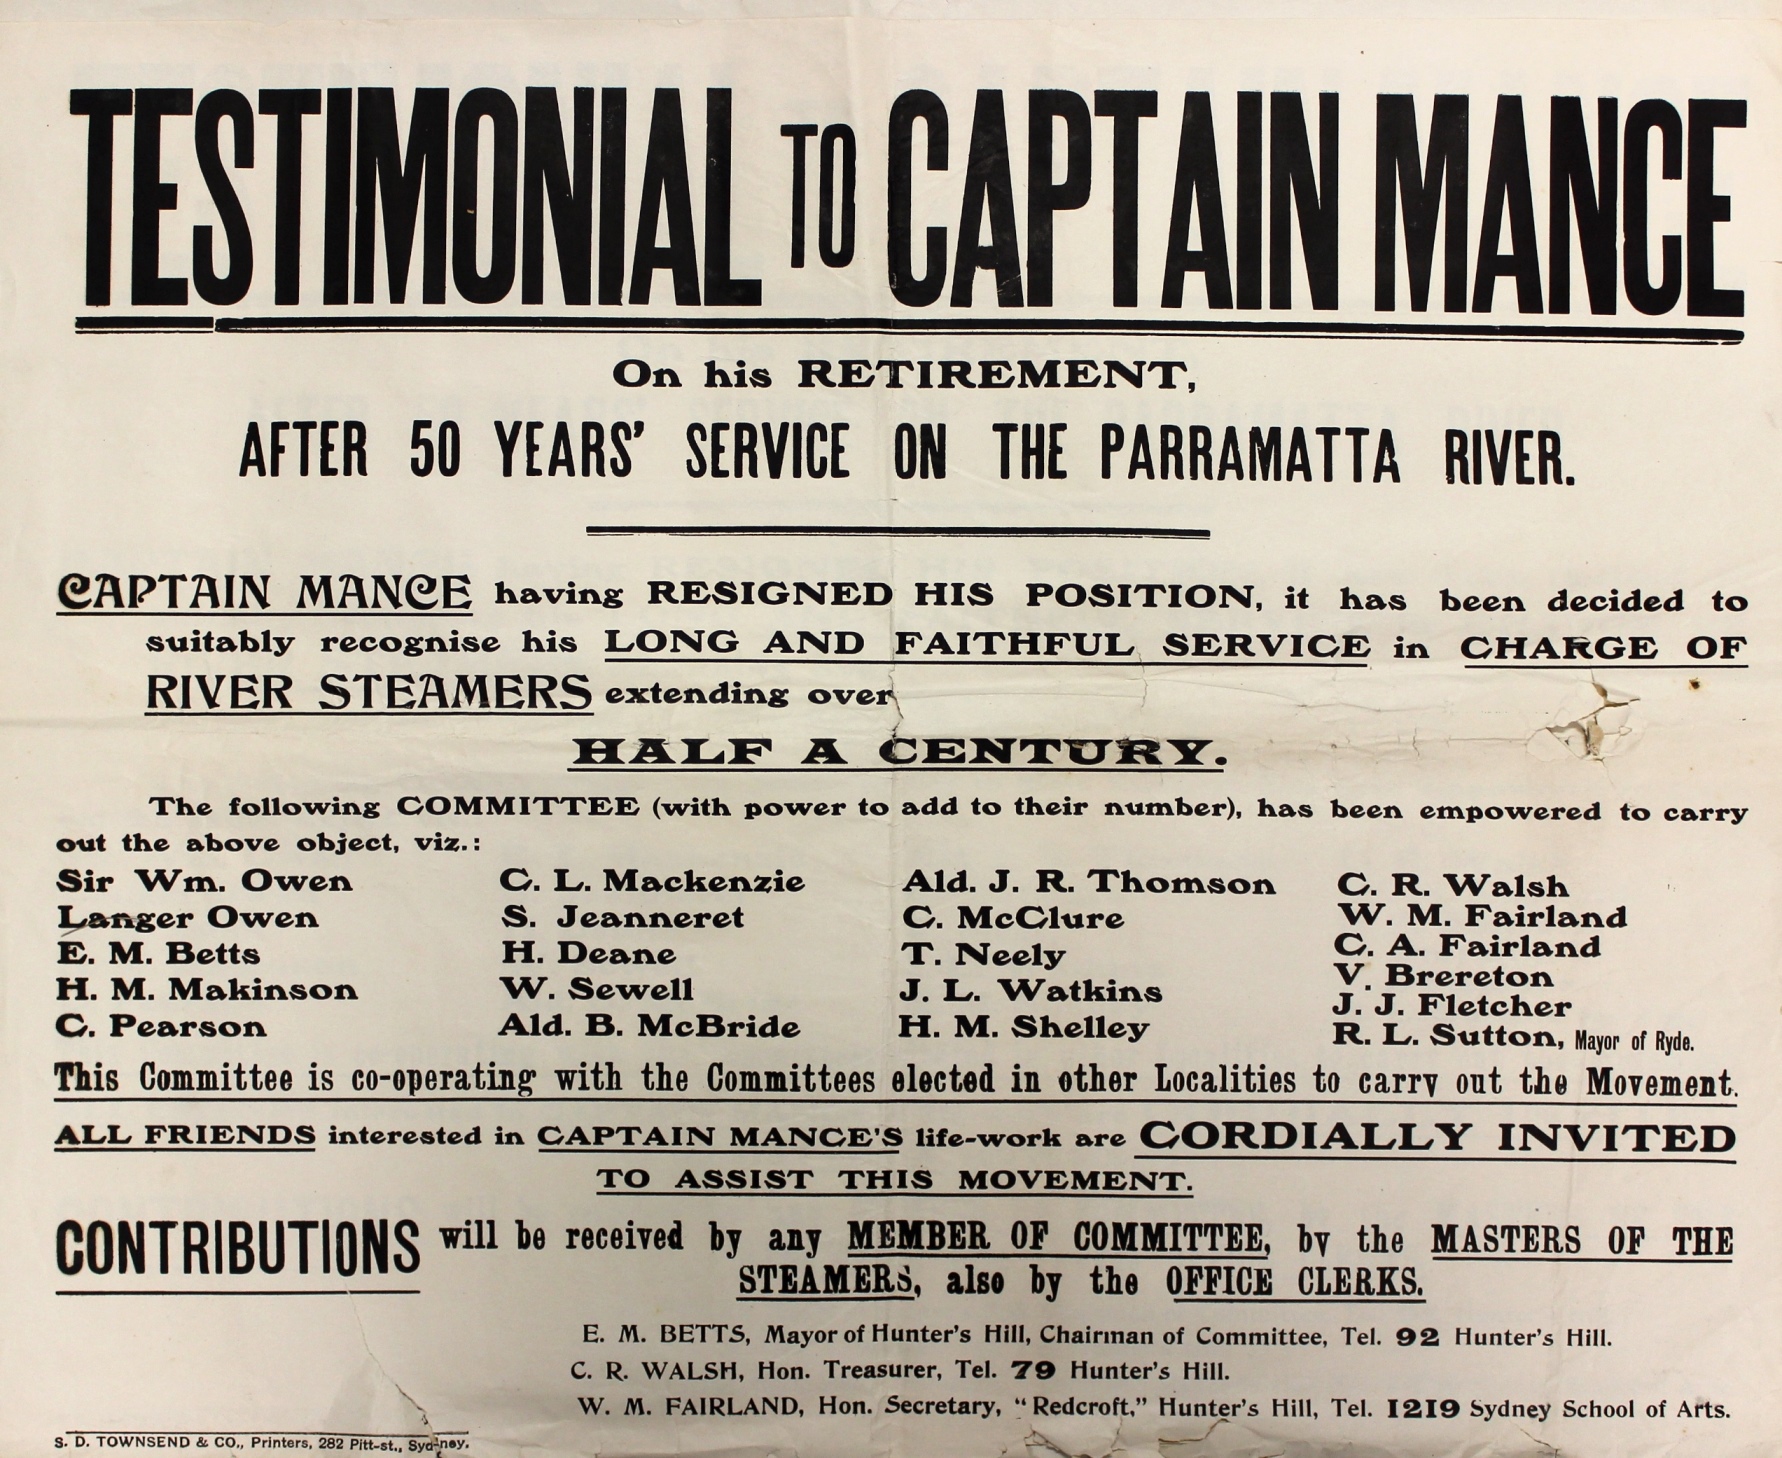 TESTIMONIAL TO CAPTAIN MANCE
On his RETIREMENT,
AFTER 50 YEARS' SERVICE ON THE PARRAMATTA RIVER.
CAPTAIN MANCE having RESIGNED HIS POSITION, it has been decided to
suitably recognise his LONG AND FAITHFUL SERVICE in CHARGE OF
RIVER STEAMERS extending over
HALF A CENTURY.
The following COMMITTEE (with power to add to their number), has been empowered to carry
out the above object, viz.:
Sir Wm. Owen
Langer Owen
E. M. Betts
H. M. Makinson
C. Pearson
C. L. Mackenzie
S. Jeanneret
H. Deane
W. Sewell
Ald. B. McBride
Ald. J. R. Thomson
C. McClure
T. Neely
J. L. Watkins
H. M. Shelley
C. R. Walsh
W. M. Fairland
C. A. Fairland
V. Brereton
J. J. Fletcher
R. L. Sutton, Mayor of Ryde.
This Committee is co-operating with the Committees elected in other Localities to carry out the Movement.
ALL FRIENDS interested in CAPTAIN MANCE'S life-work are CORDIALLY INVITED
TO ASSIST THIS MOVEMENT.
CONTRIBUTIONS will be received by any MEMBER OF COMMITTEE, by the MASTERS OF THE
STEAMERS, also by the OFFICE CLERKS.
E. M. BETTS, Mayor of Hunter's Hill, Chairman of Committee, Tel. 92 Hunter's Hill.
C. R. WALSH, Hon. Treasurer, Tel. 79 Hunter's Hill.
W. M. FAIRLAND, Hon. Secretary, "Redcroft," Hunter's Hill, Tel. 1219 Sydney School of Arts.
S. D. TOWNSEND & CO., Printers, 282 Pitt-st., Sydney.